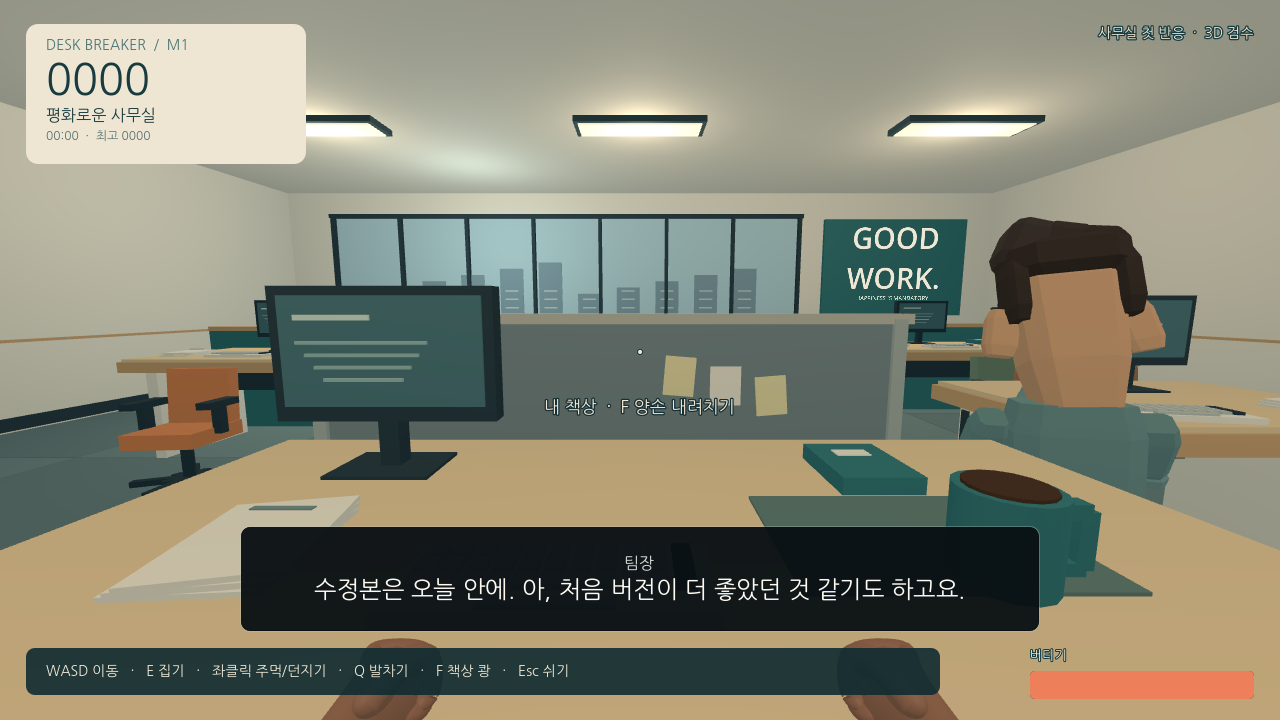 DESK BREAKER / M1
0000
평화로운 사무실
00:00 · 최고 0000
사무실 첫 반응 · 3D 검수
GOOD
WORK.
HAPPINESS IS MANDATORY
내 책상 · F 양손 내려치기
팀장
수정본은 오늘 안에. 아, 처음 버전이 더 좋았던 것 같기도 하고요.
WASD 이동 · E 집기 · 좌클릭 주먹/던지기 · Q 발차기 · F 책상 쾅 · Esc 쉬기
버티기